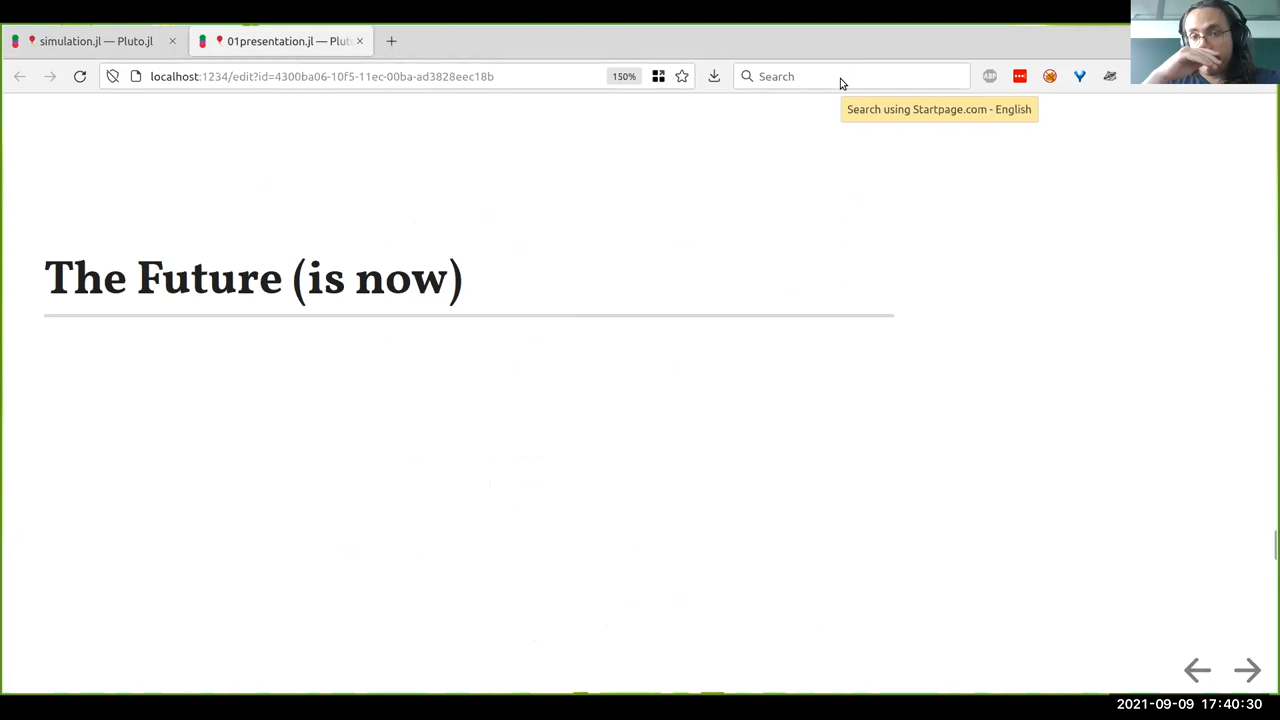 simulation.jl — Pluto.jl
01presentation.jl — Plut
localhost:1234/edit?id=4300ba06-10f5-11ec-00ba-ad3828eec18b
150%
Search
ABP
Search using Startpage.com - English
The Future (is now)
2021-09-09 17:40:30